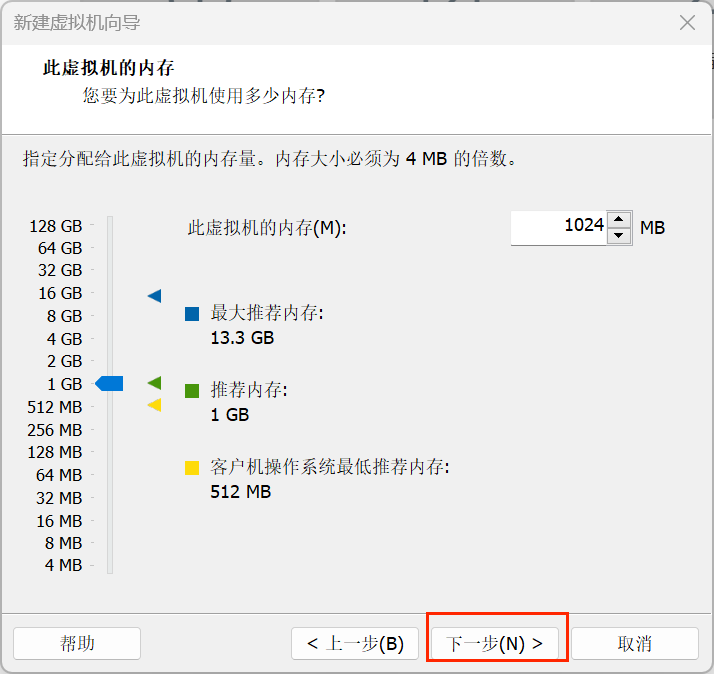 新建虚拟机向导
此虚拟机的内存
您要为此虚拟机使用多少内存?
指定分配给此虚拟机的内存量。内存大小必须为 4 MB 的倍数。
128 GB
64 GB
32 GB
16 GB
8 GB
4 GB
2 GB
1 GB
512 MB
256 MB
128 MB
64 MB
32 MB
16 MB
8 MB
4 MB
此虚拟机的内存(M): 1024 MB
最大推荐内存:
13.3 GB
推荐内存:
1 GB
客户机操作系统最低推荐内存:
512 MB
帮助 < 上一步(B) 下一步(N) > 取消